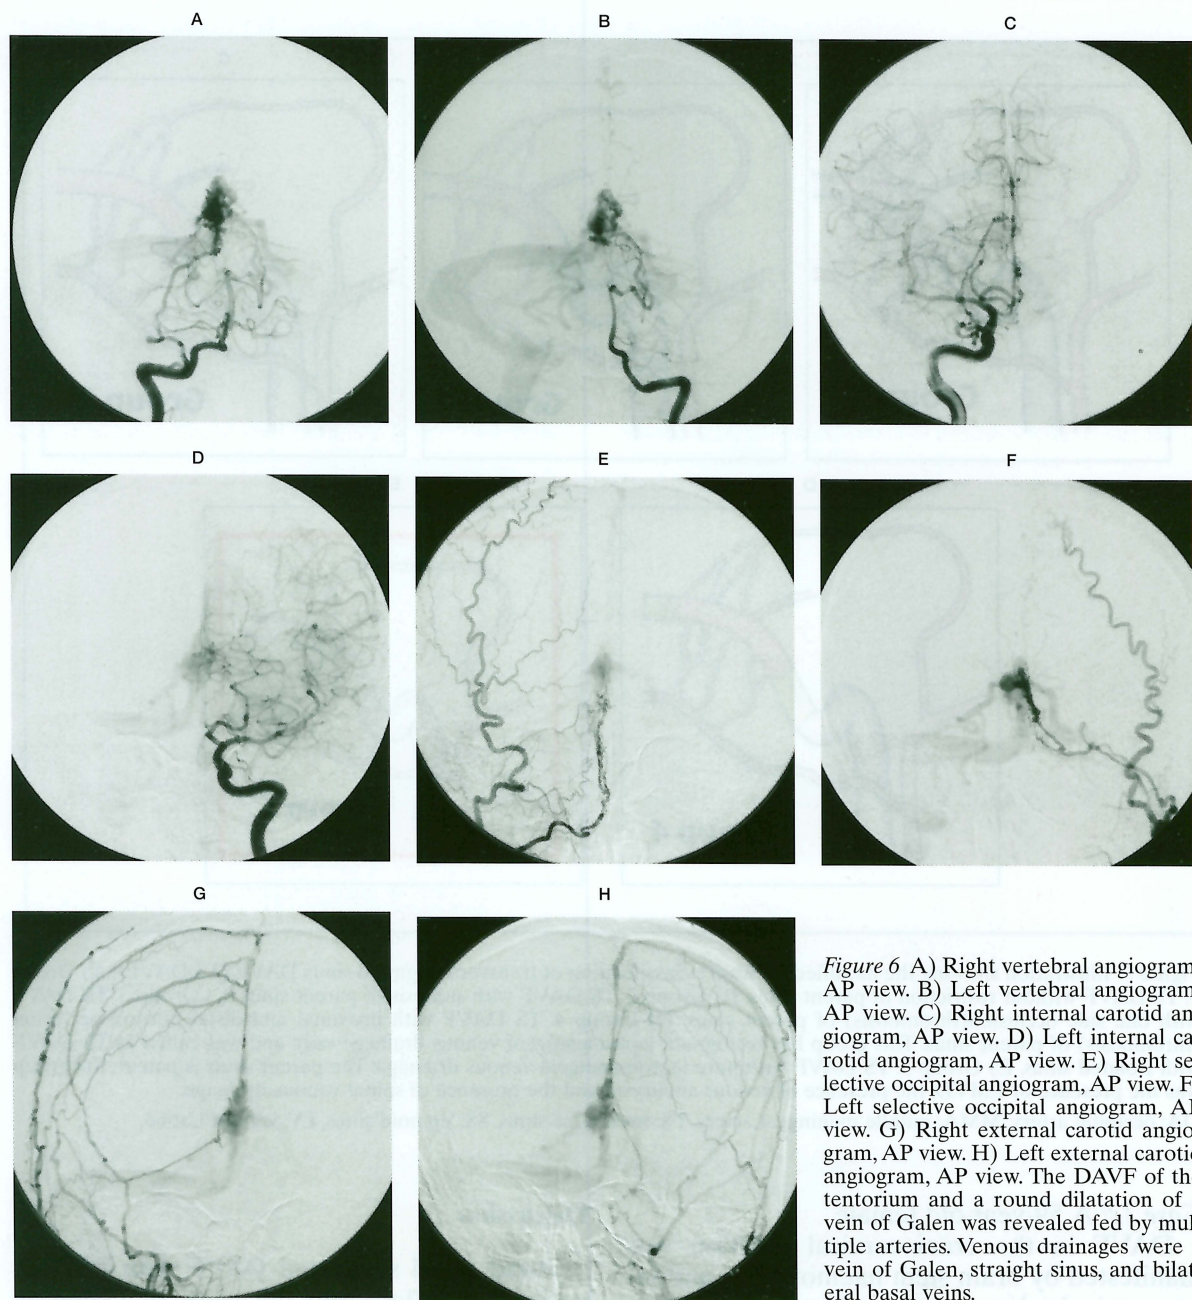 A
B
C
D
E
F
G
H
Figure 6 A) Right vertebral angiogram,
AP view. B) Left vertebral angiogram,
AP view. C) Right internal carotid an-
giogram, AP view. D) Left internal ca-
rotid angiogram, AP view. E) Right se-
lective occipital angiogram, AP view. F)
Left selective occipital angiogram, AP
view. G) Right external carotid angio-
gram, AP view. H) Left external carotid
angiogram, AP view. The DAVF of the
tentorium and a round dilatation of
vein of Galen was revealed fed by mul-
tiple arteries. Venous drainages were
vein of Galen, straight sinus, and bilat-
eral basal veins.